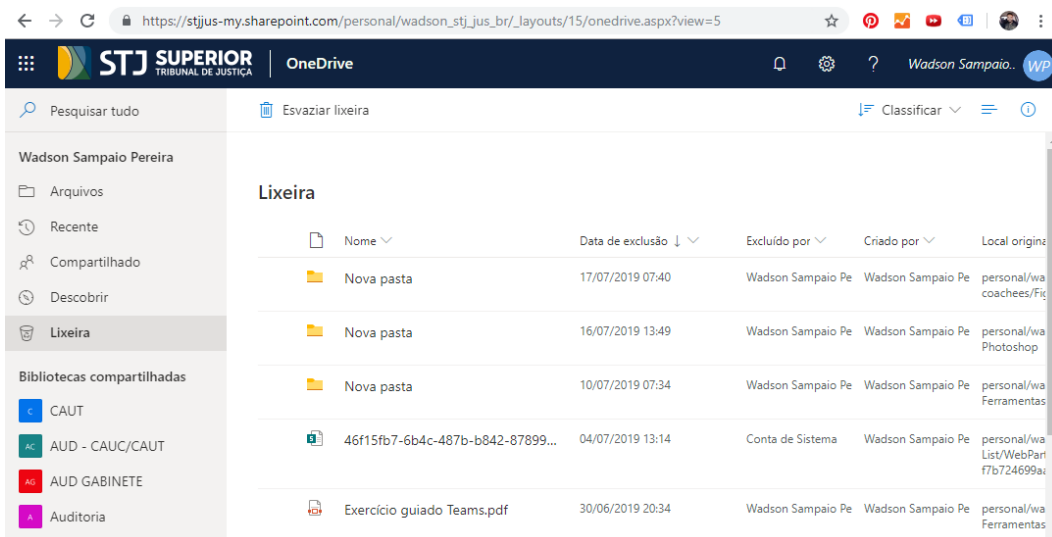 https://stjjus-my.sharepoint.com/personal/wadson_stj_jus_br/_layouts/15/onedrive.aspx?view=5
STJ SUPERIOR TRIBUNAL DE JUSTIÇA OneDrive ? Wadson Sampaio.. WP
Pesquisar tudo
Esvaziar lixeira Classificar
Wadson Sampaio Pereira
Arquivos
Recente
Compartilhado
Descobrir
Lixeira
Bibliotecas compartilhadas
C CAUT
AC AUD - CAUC/CAUT
AG AUD GABINETE
A Auditoria
Lixeira
Nome Data de exclusão ↓ Excluído por Criado por Local origina
Nova pasta 17/07/2019 07:40 Wadson Sampaio Pe Wadson Sampaio Pe personal/wa
coachees/Fig
Nova pasta 16/07/2019 13:49 Wadson Sampaio Pe Wadson Sampaio Pe personal/wa
Photoshop
Nova pasta 10/07/2019 07:34 Wadson Sampaio Pe Wadson Sampaio Pe personal/wa
Ferramentas
46f15fb7-6b4c-487b-b842-87899... 04/07/2019 13:14 Conta de Sistema Wadson Sampaio Pe personal/wa
List/WebPart
f7b724699aa
Exercício guiado Teams.pdf 30/06/2019 20:34 Wadson Sampaio Pe Wadson Sampaio Pe personal/wa
Ferramentas